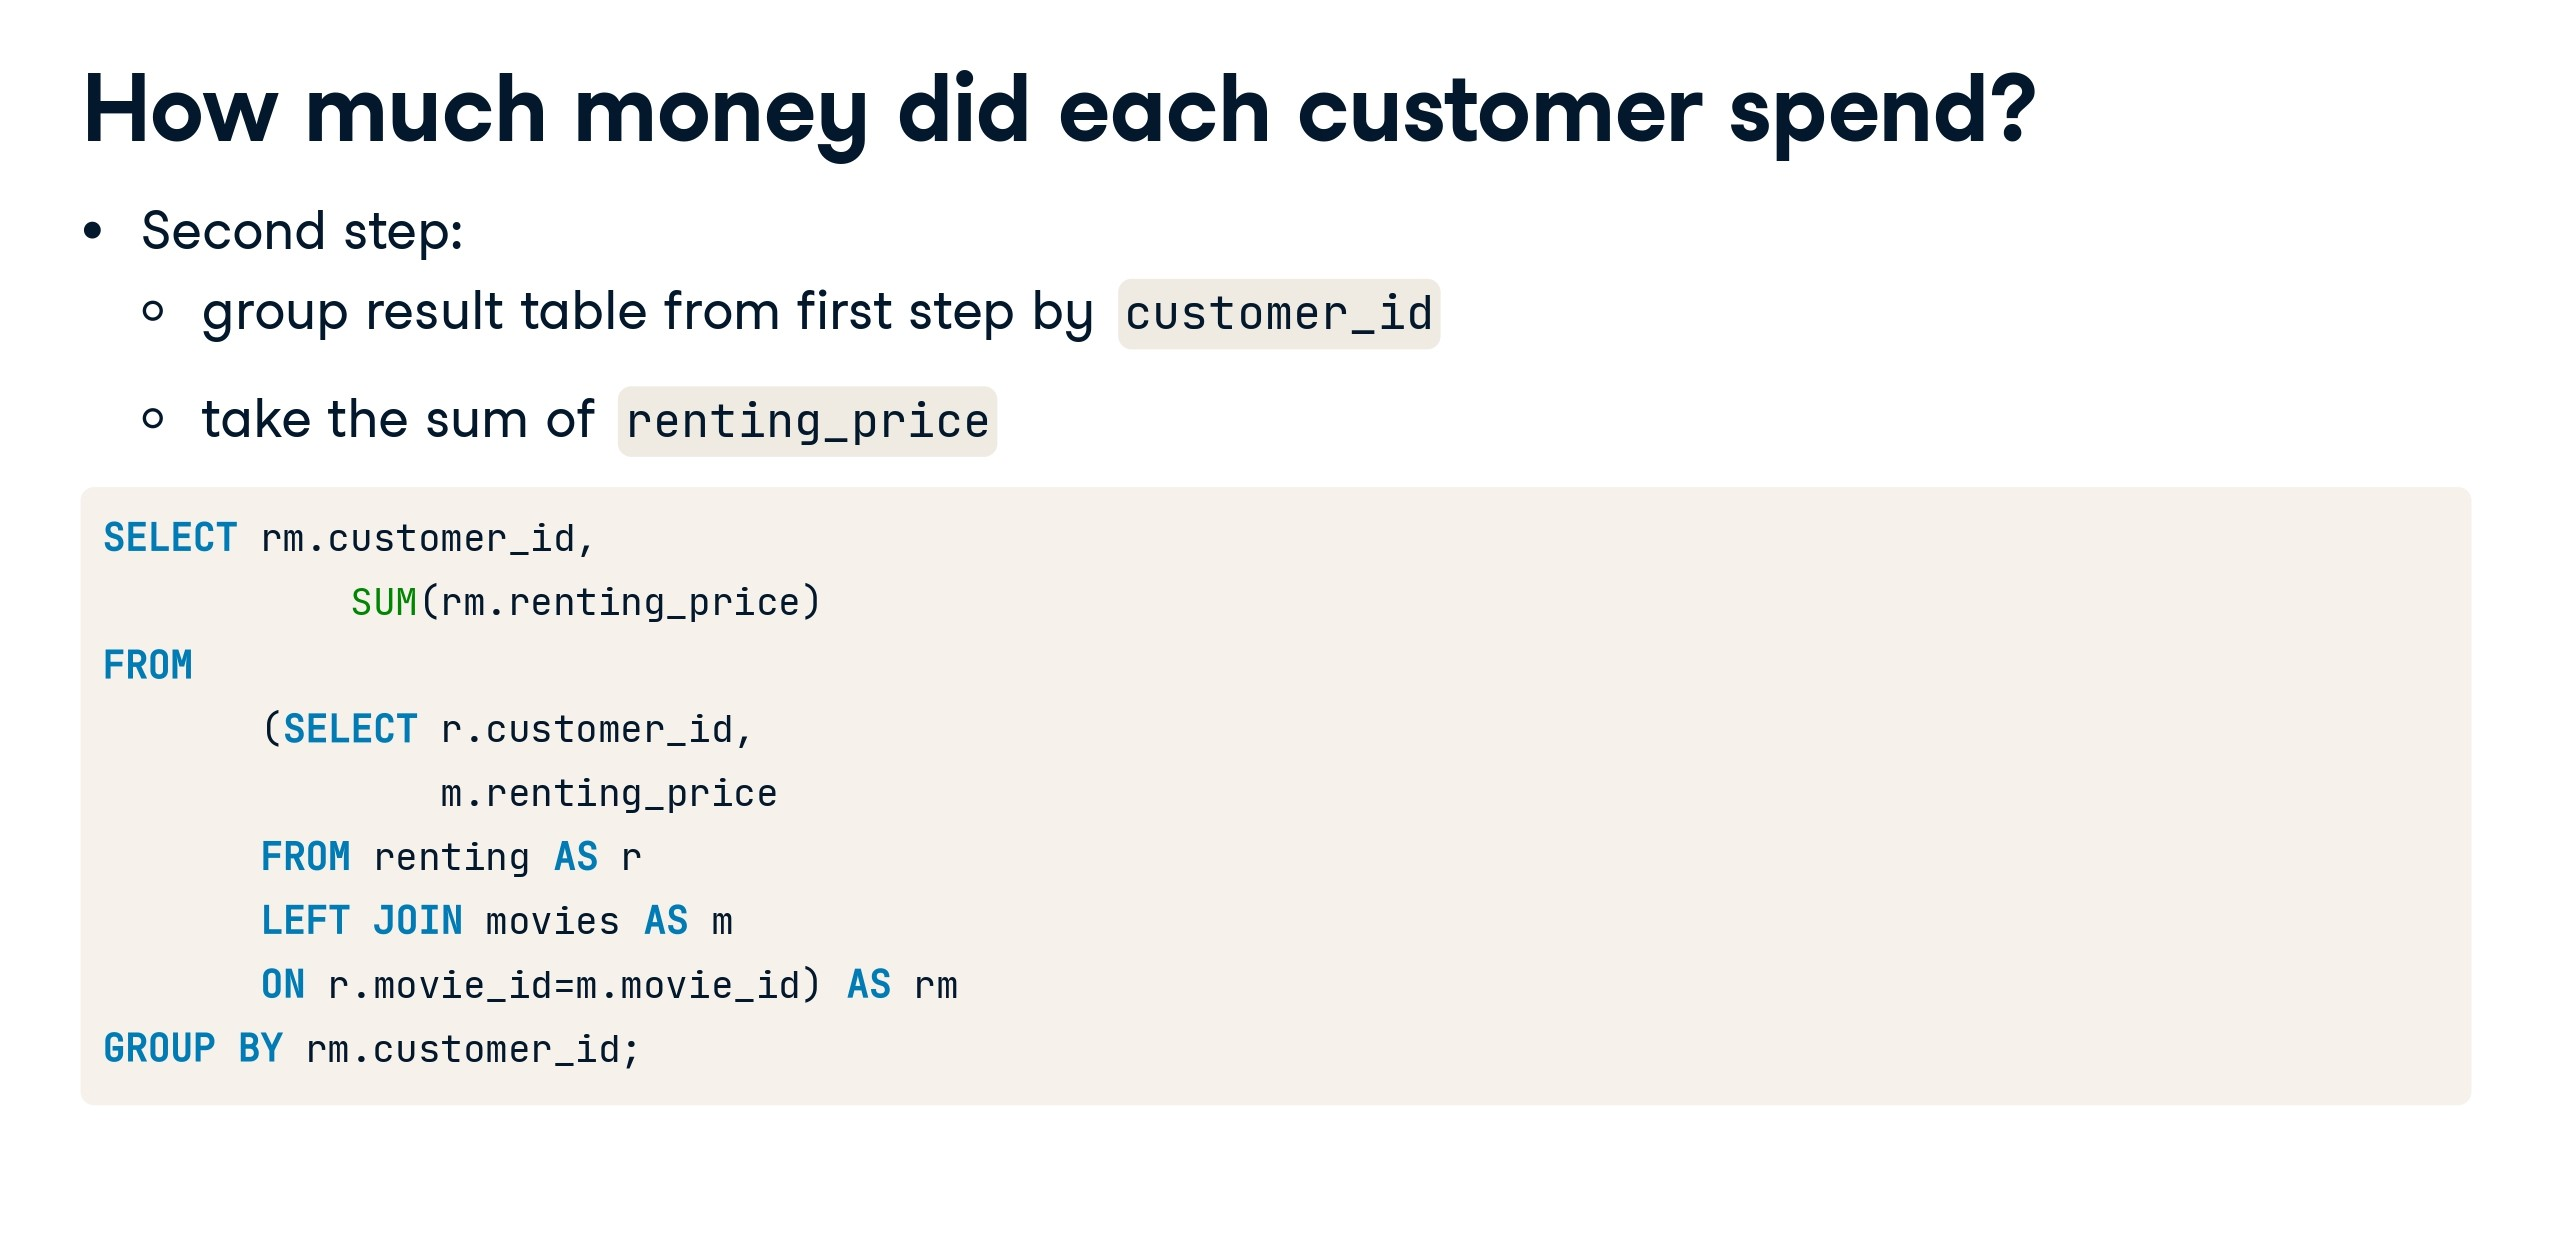 How much money did each customer spend?
Second step:
group result table from first step by customer_id
take the sum of renting_price
SELECT rm.customer_id,
SUM(rm.renting_price)
FROM
(SELECT r.customer_id,
m.renting_price
FROM renting AS r
LEFT JOIN movies AS m
ON r.movie_id=m.movie_id) AS rm
GROUP BY rm.customer_id;